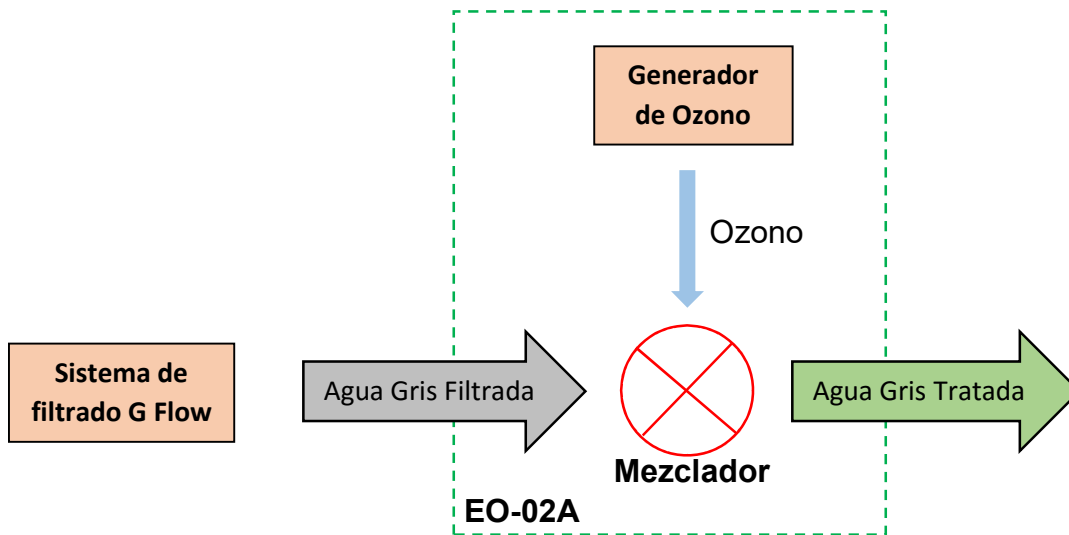 Generador
de Ozono
Ozono
Sistema de
filtrado G Flow
Agua Gris Filtrada
Agua Gris Tratada
Mezclador
EO-02A